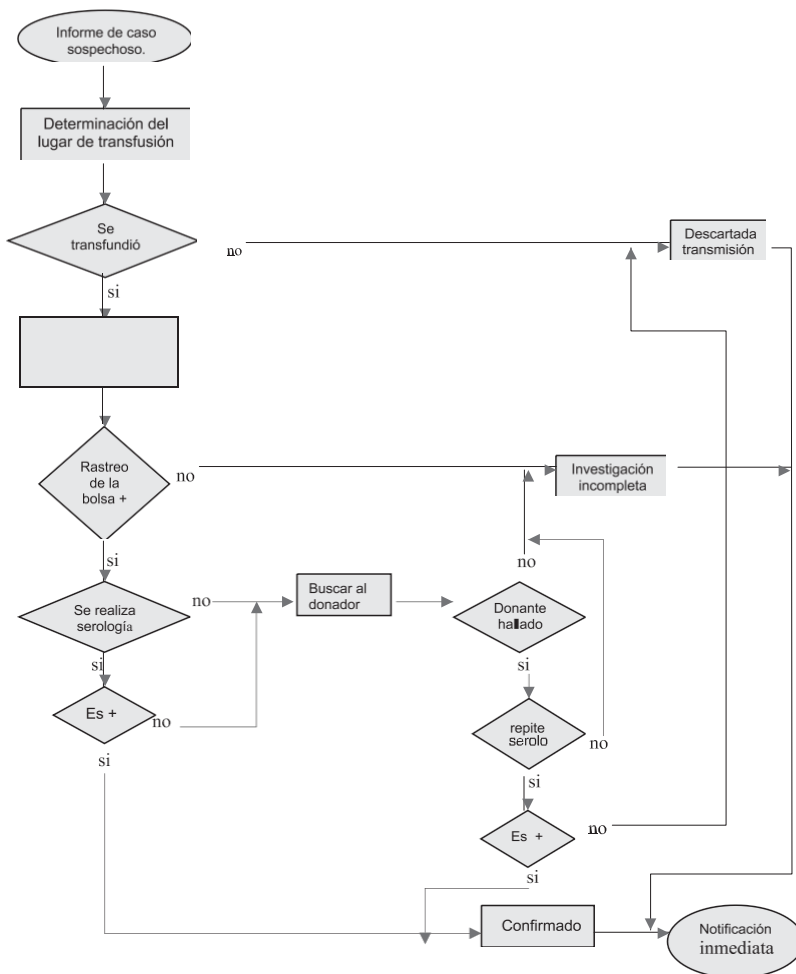 Informe de caso
sospechoso.
Determinación del
lugar de transfusión
Se
transfundió
no
Descartada
transmisión
si
Rastreo
de la
bolsa +
no
Investigación
incompleta
si
no
Se realiza
serología
no
Buscar al
donador
Donante
hallado
si
si
Es +
no
repite
serolo
no
si
si
Es +
no
si
Confirmado
Notificación
inmediata